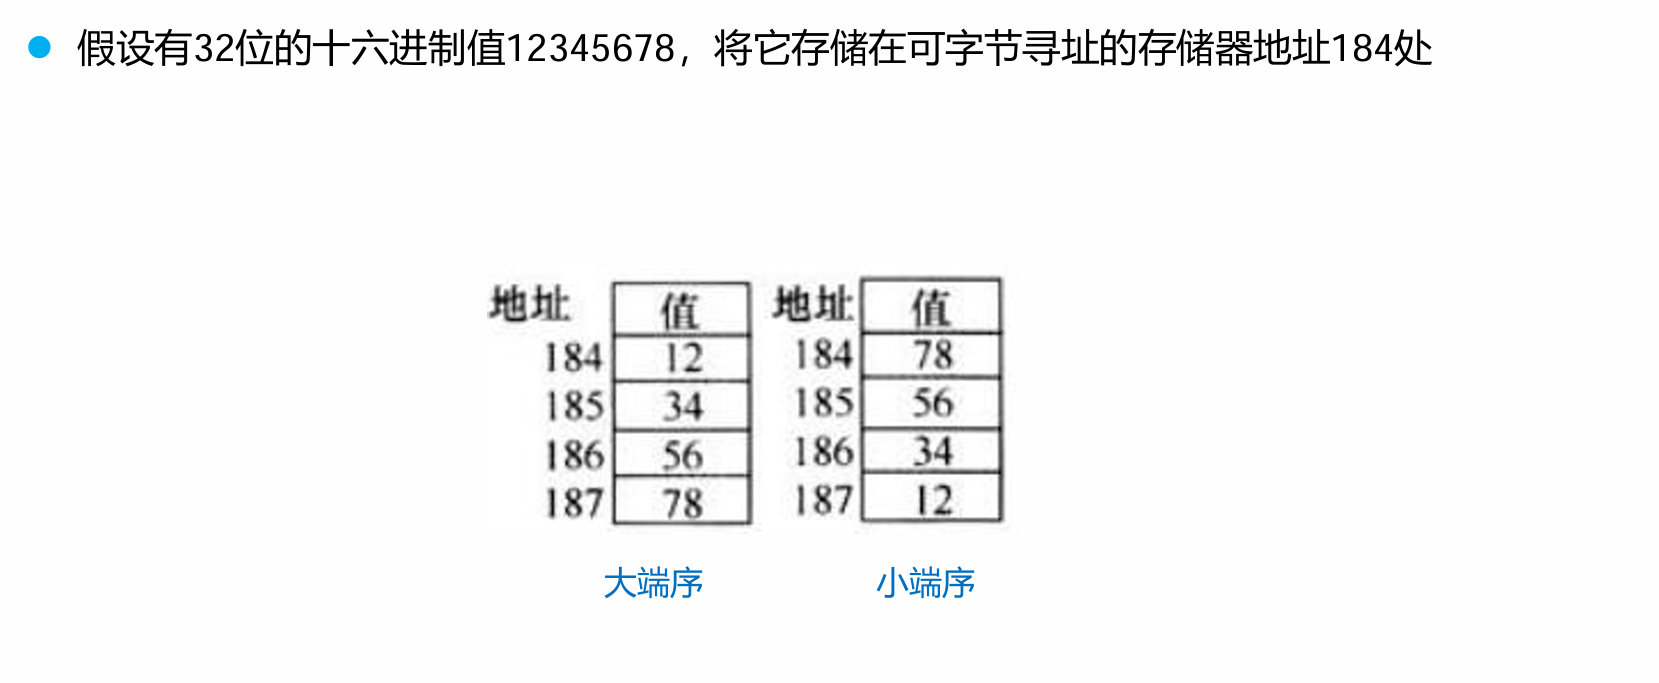 假设有32位的十六进制值12345678，将它存储在可字节寻址的存储器地址184处
地址 值 地址 值
184 12 184 78
185 34 185 56
186 56 186 34
187 78 187 12
大端序 小端序